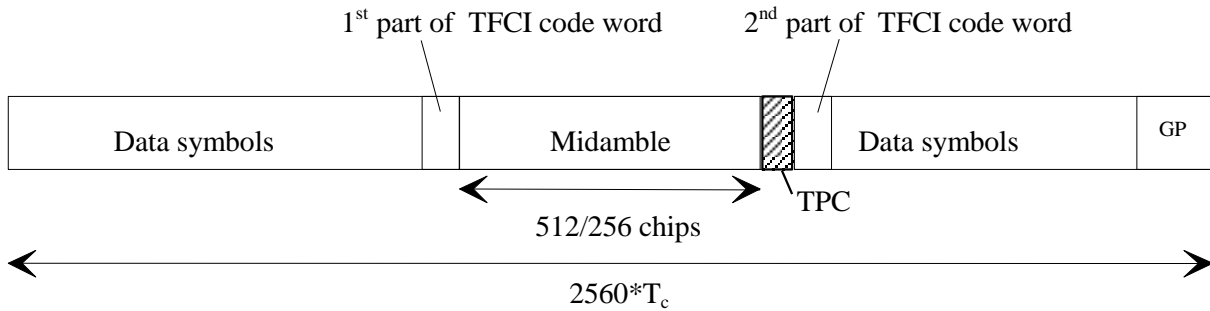 1st part of TFCI code word
2nd part of TFCI code word
Data symbols
Midamble
Data symbols
GP
TPC
512/256 chips
2560*Tc